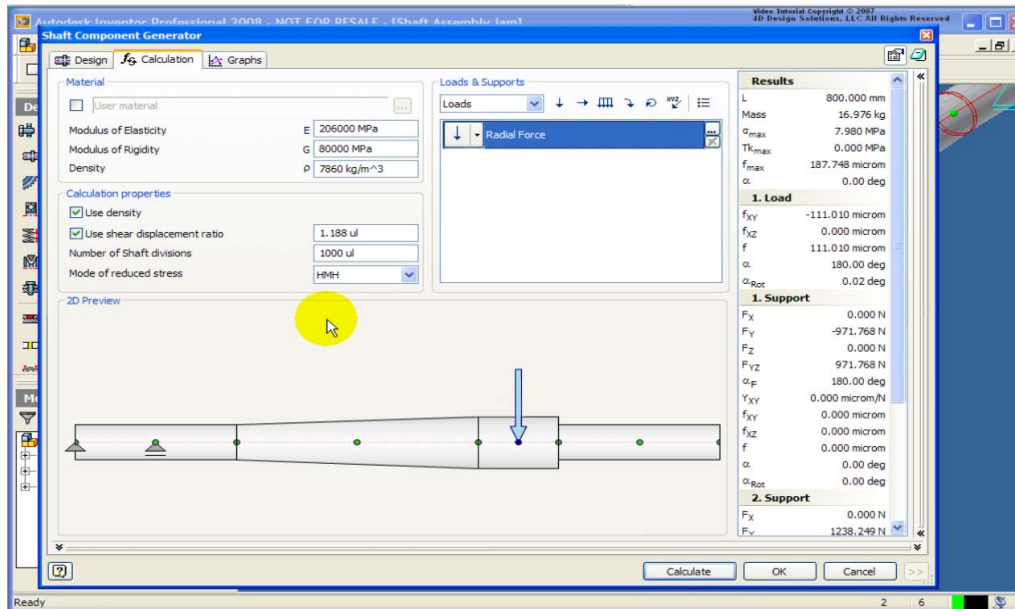 Autodesk Inventor Professional 2008 - NOT FOR RESALE - [Shaft Assembly.iam]
Video Tutorial Copyright © 2007
4D Design Solutions, LLC All Rights Reserved
Shaft Component Generator
Design
Calculation
Graphs
Material
User material
...
Modulus of Elasticity E 206000 MPa
Modulus of Rigidity G 80000 MPa
Density ρ 7860 kg/m^3
Calculation properties
Use density
Use shear displacement ratio 1.188 ul
Number of Shaft divisions 1000 ul
Mode of reduced stress HMH
2D Preview
Loads & Supports
Loads
Radial Force
...
Results
L 800.000 mm
Mass 16.976 kg
σmax 7.980 MPa
Tkmax 0.000 MPa
fmax 187.748 microm
α 0.00 deg
1. Load
fXY -111.010 microm
fXZ 0.000 microm
f 111.010 microm
α 180.00 deg
αRot 0.02 deg
1. Support
FX 0.000 N
FY -971.768 N
FZ 0.000 N
FYZ 971.768 N
αF 180.00 deg
YXY 0.000 microm/N
fXY 0.000 microm
fXZ 0.000 microm
f 0.000 microm
α 0.00 deg
αRot 0.00 deg
2. Support
FX 0.000 N
FY 1238.249 N
Calculate
OK
Cancel
>>
De
Mo
Ready
2 6